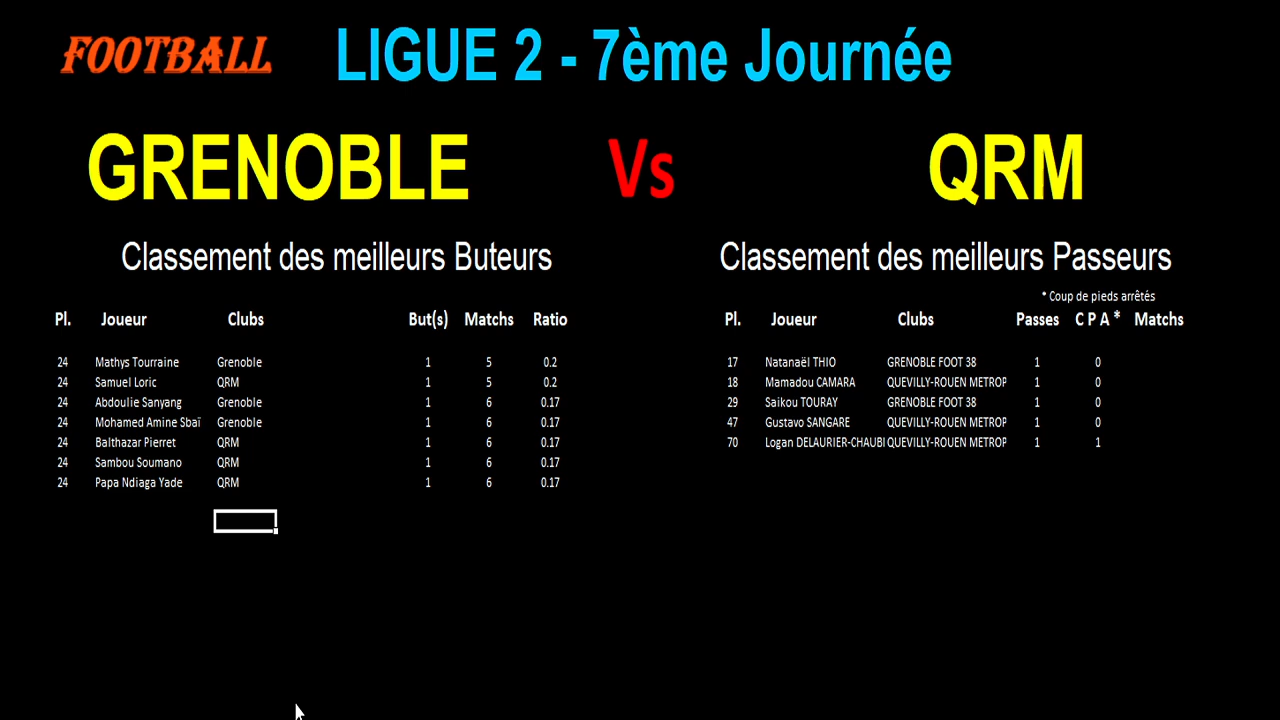 FOOTBALL LIGUE 2 - 7ème Journée
GRENOBLE Vs QRM
Classement des meilleurs Buteurs
Pl. Joueur Clubs But(s) Matchs Ratio
24 Mathys Tourraine Grenoble 1 5 0.2
24 Samuel Loric QRM 1 5 0.2
24 Abdoulie Sanyang Grenoble 1 6 0.17
24 Mohamed Amine Sbaï Grenoble 1 6 0.17
24 Balthazar Pierret QRM 1 6 0.17
24 Sambou Soumano QRM 1 6 0.17
24 Papa Ndiaga Yade QRM 1 6 0.17
Classement des meilleurs Passeurs
* Coup de pieds arrêtés
Pl. Joueur Clubs Passes C P A * Matchs
17 Natanaël THIO GRENOBLE FOOT 38 1 0
18 Mamadou CAMARA QUEVILLY-ROUEN METROP 1 0
29 Saikou TOURAY GRENOBLE FOOT 38 1 0
47 Gustavo SANGARE QUEVILLY-ROUEN METROP 1 0
70 Logan DELAURIER-CHAUBI QUEVILLY-ROUEN METROP 1 1